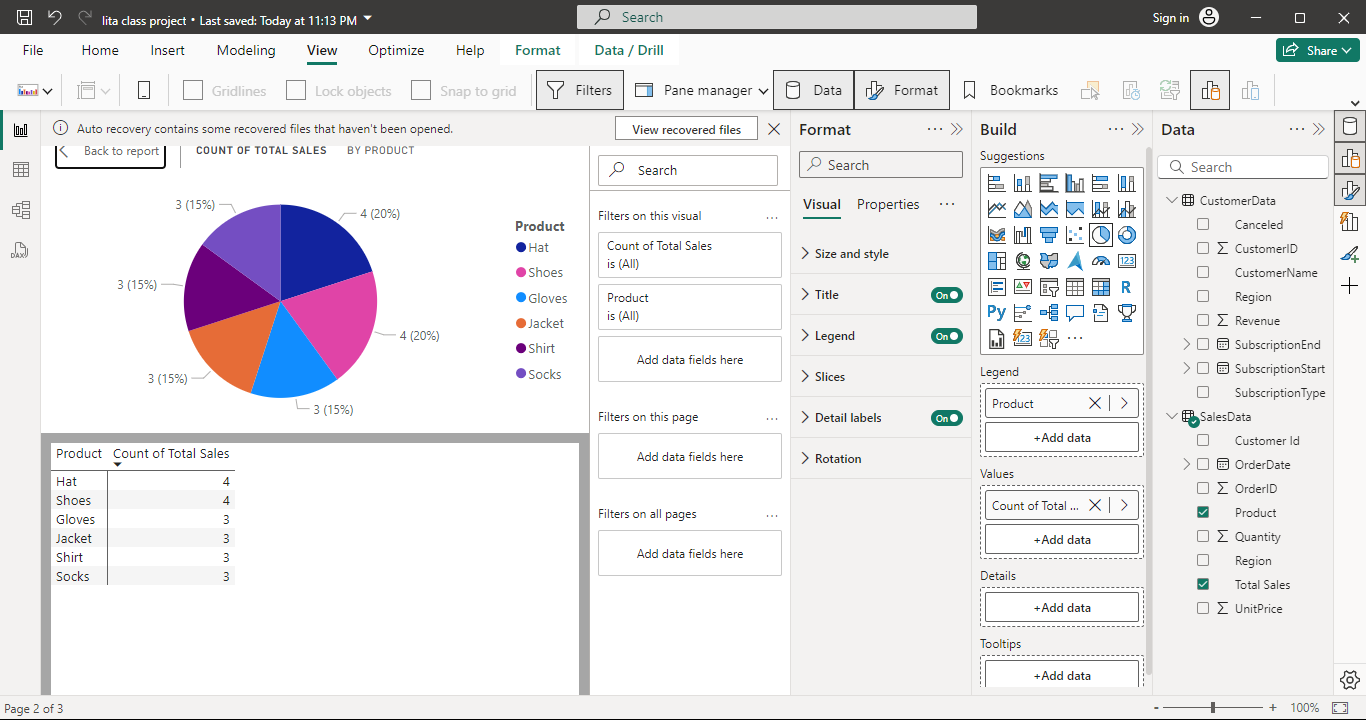 lita class project • Last saved: Today at 11:13 PM
Search
Sign in
File Home Insert Modeling View Optimize Help Format Data / Drill
Share
Gridlines
Lock objects
Snap to grid
Filters
Pane manager
Data
Format
Bookmarks
Auto recovery contains some recovered files that haven't been opened.
View recovered files
Back to report
COUNT OF TOTAL SALES BY PRODUCT
3 (15%)
4 (20%)
3 (15%)
4 (20%)
3 (15%)
3 (15%)
Product
Hat
Shoes
Gloves
Jacket
Shirt
Socks
Product Count of Total Sales
Hat 4
Shoes 4
Gloves 3
Jacket 3
Shirt 3
Socks 3
Search
Filters on this visual ...
Count of Total Sales
is (All)
Product
is (All)
Add data fields here
Filters on this page ...
Add data fields here
Filters on all pages ...
Add data fields here
Format ...
Search
Visual Properties ...
Size and style
Title On
Legend On
Slices
Detail labels On
Rotation
Build ...
Suggestions
123
R
Py
123
...
Legend
Product
+Add data
Values
Count of Total ...
+Add data
Details
+Add data
Tooltips
+Add data
Data ...
Search
CustomerData
Canceled
∑ CustomerID
CustomerName
Region
∑ Revenue
SubscriptionEnd
SubscriptionStart
SubscriptionType
SalesData
Customer Id
OrderDate
∑ OrderID
Product
∑ Quantity
Region
Total Sales
∑ UnitPrice
DAX
Page 2 of 3
- + 100%